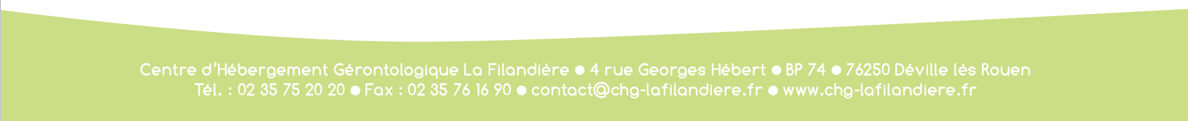 Centre d'Hébergement Gérontologique La Filandière ● 4 rue Georges Hébert ● BP 74 ● 76250 Déville lès Rouen
Tél. : 02 35 75 20 20 ● Fax : 02 35 76 16 90 ● contact@chg-lafilandiere.fr ● www.chg-lafilandiere.fr